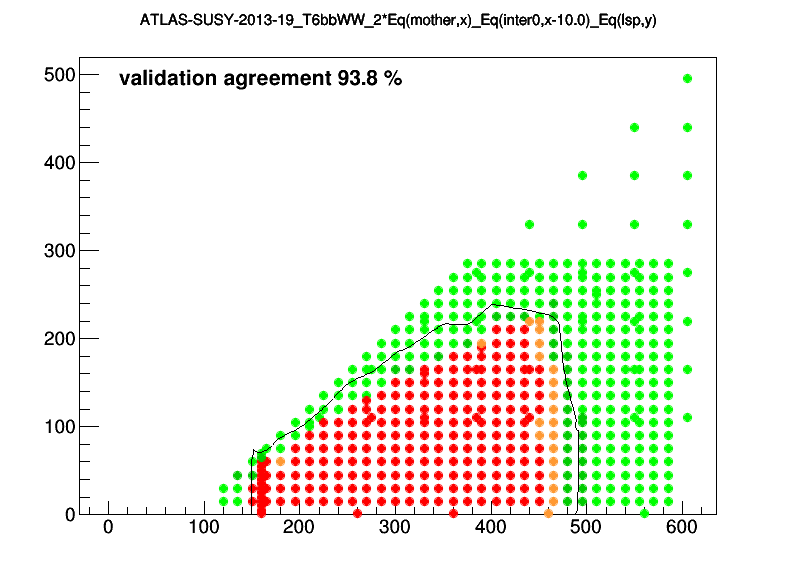 ATLAS-SUSY-2013-19_T6bbWW_2*Eq(mother,x)_Eq(inter0,x-10.0)_Eq(lsp,y)
validation agreement 93.8 %
500
400
300
200
100
0
0 100 200 300 400 500 600